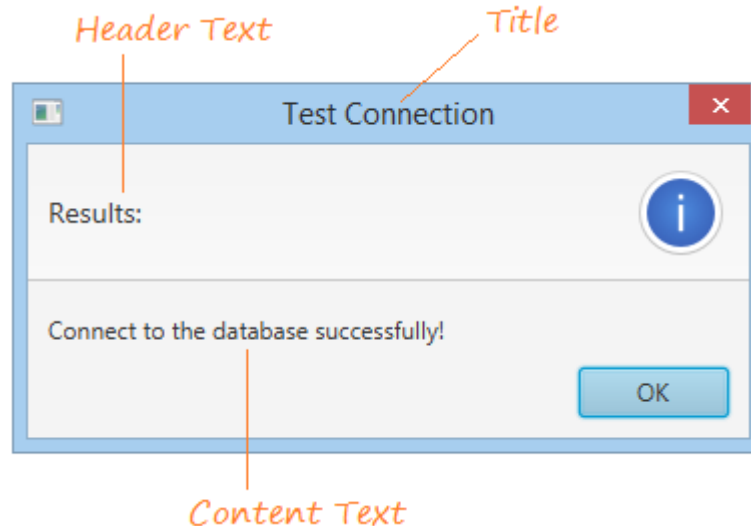 Header Text
Title
Test Connection
Results:
i
Connect to the database successfully!
OK
Content Text